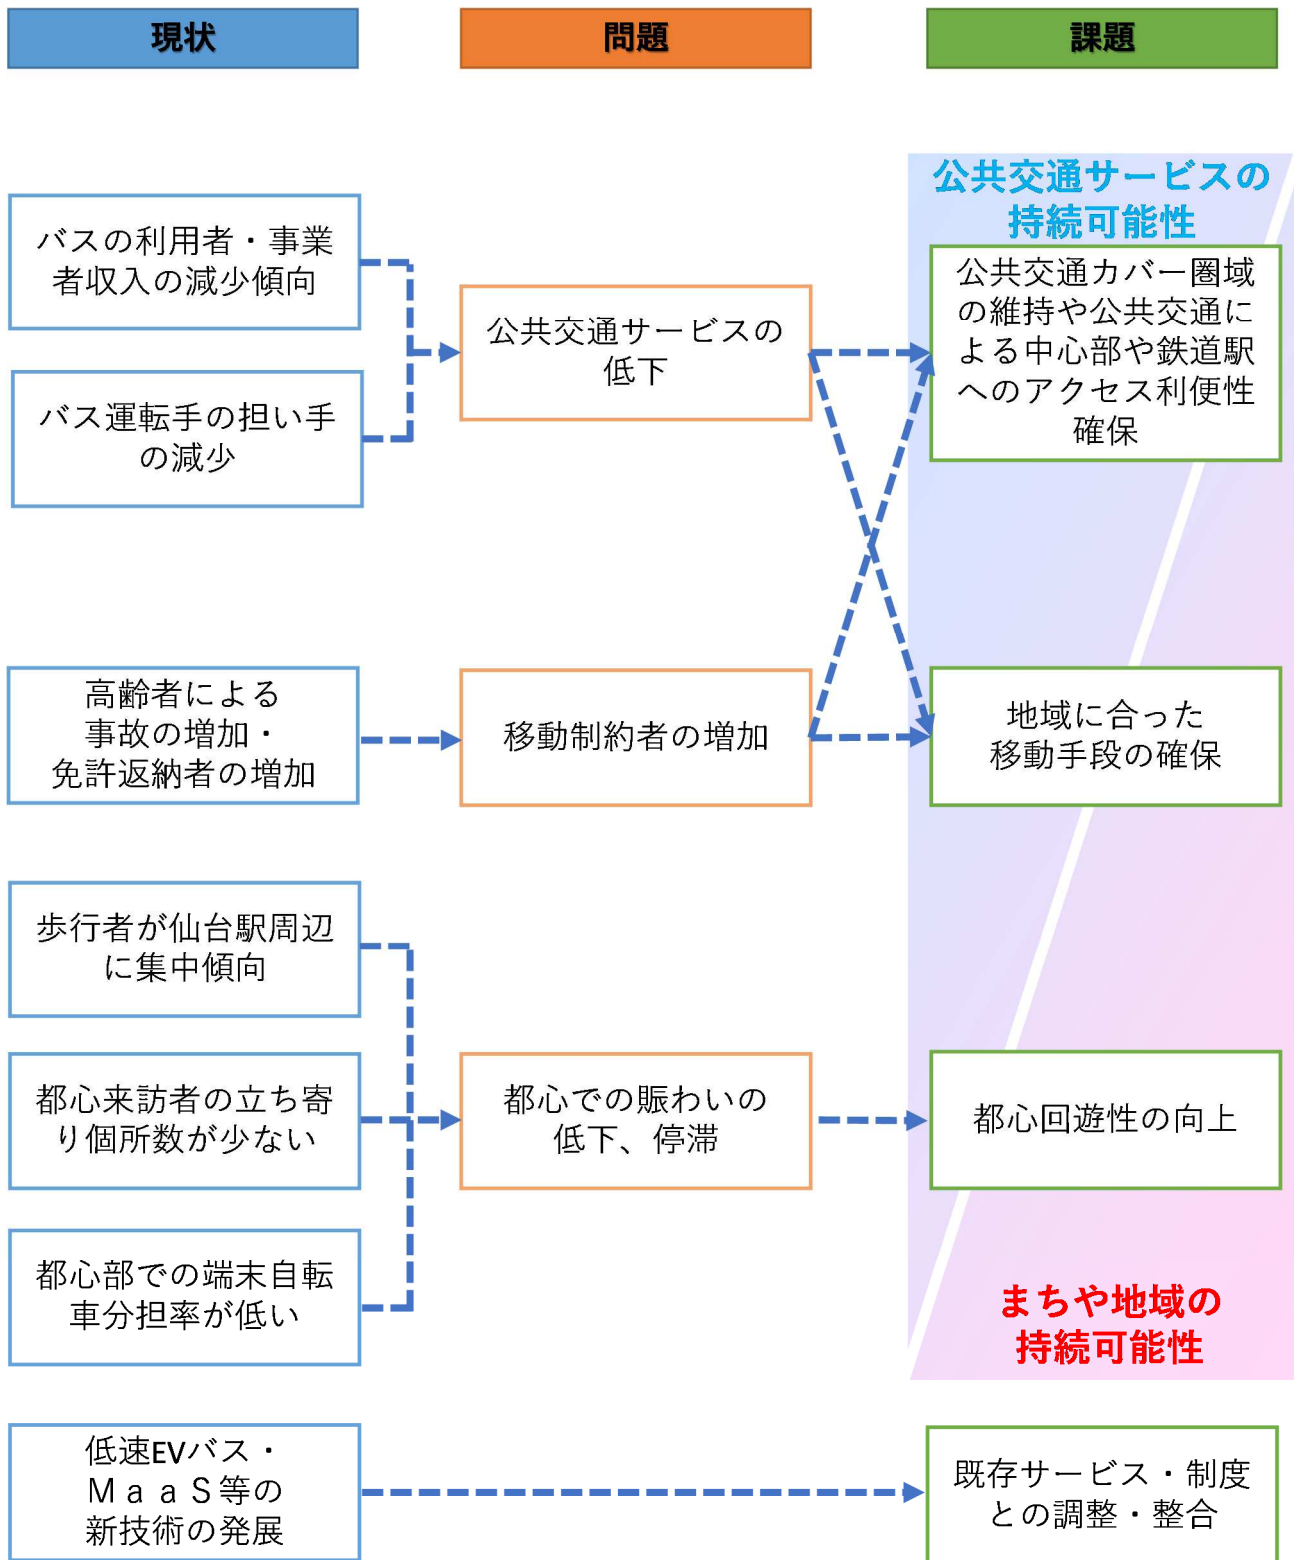 現状
問題
課題
公共交通サービスの
持続可能性
バスの利用者・事業
者収入の減少傾向
バス運転手の担い手
の減少
公共交通サービスの
低下
公共交通カバー圏域
の維持や公共交通に
よる中心部や鉄道駅
へのアクセス利便性
確保
高齢者による
事故の増加・
免許返納者の増加
移動制約者の増加
地域に合った
移動手段の確保
歩行者が仙台駅周辺
に集中傾向
都心来訪者の立ち寄
り個所数が少ない
都心部での端末自転
車分担率が低い
都心での賑わいの
低下、停滞
都心回遊性の向上
まちや地域の
持続可能性
低速EVバス・
ＭａａＳ等の
新技術の発展
既存サービス・制度
との調整・整合